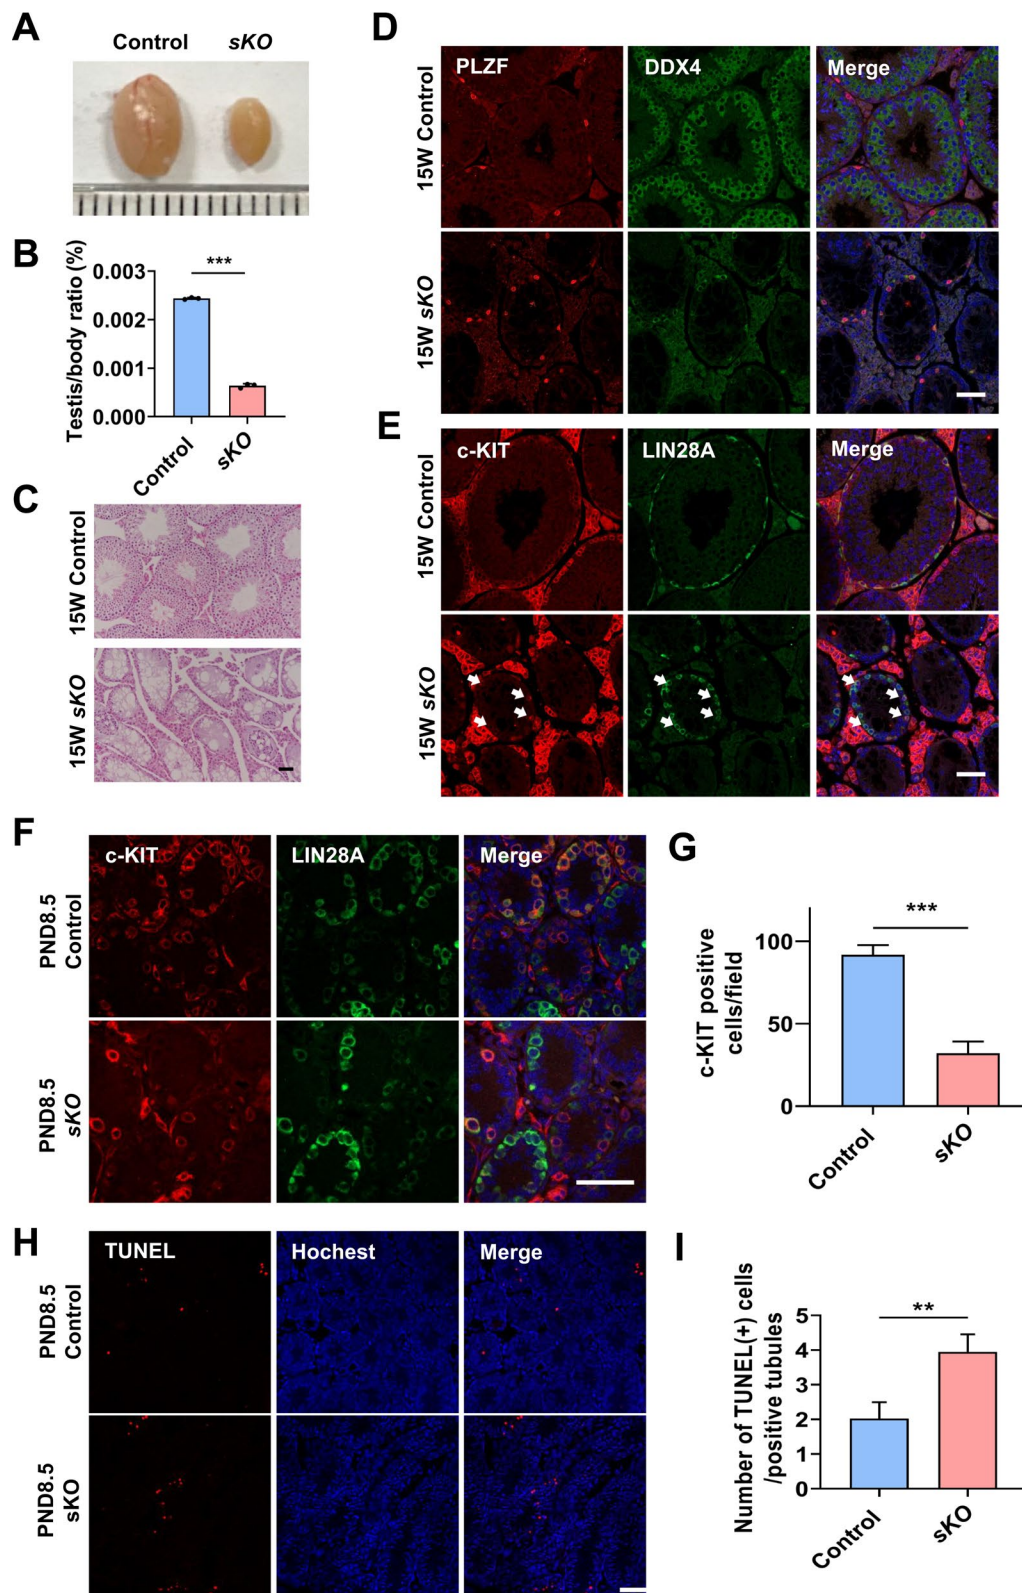 A
Control
sKO
B
Testis/body ratio (%)
0.003
0.002
0.001
0.000
***
Control
sKO
C
15W Control
15W sKO
D
PLZF
DDX4
Merge
15W Control
15W sKO
E
c-KIT
LIN28A
Merge
15W Control
15W sKO
F
c-KIT
LIN28A
Merge
PND8.5
Control
PND8.5
sKO
G
c-KIT positive
cells/field
100
50
0
***
Control
sKO
H
TUNEL
Hochest
Merge
PND8.5
Control
PND8.5
sKO
I
Number of TUNEL(+) cells
/positive tubules
5
4
3
2
1
0
**
Control
sKO